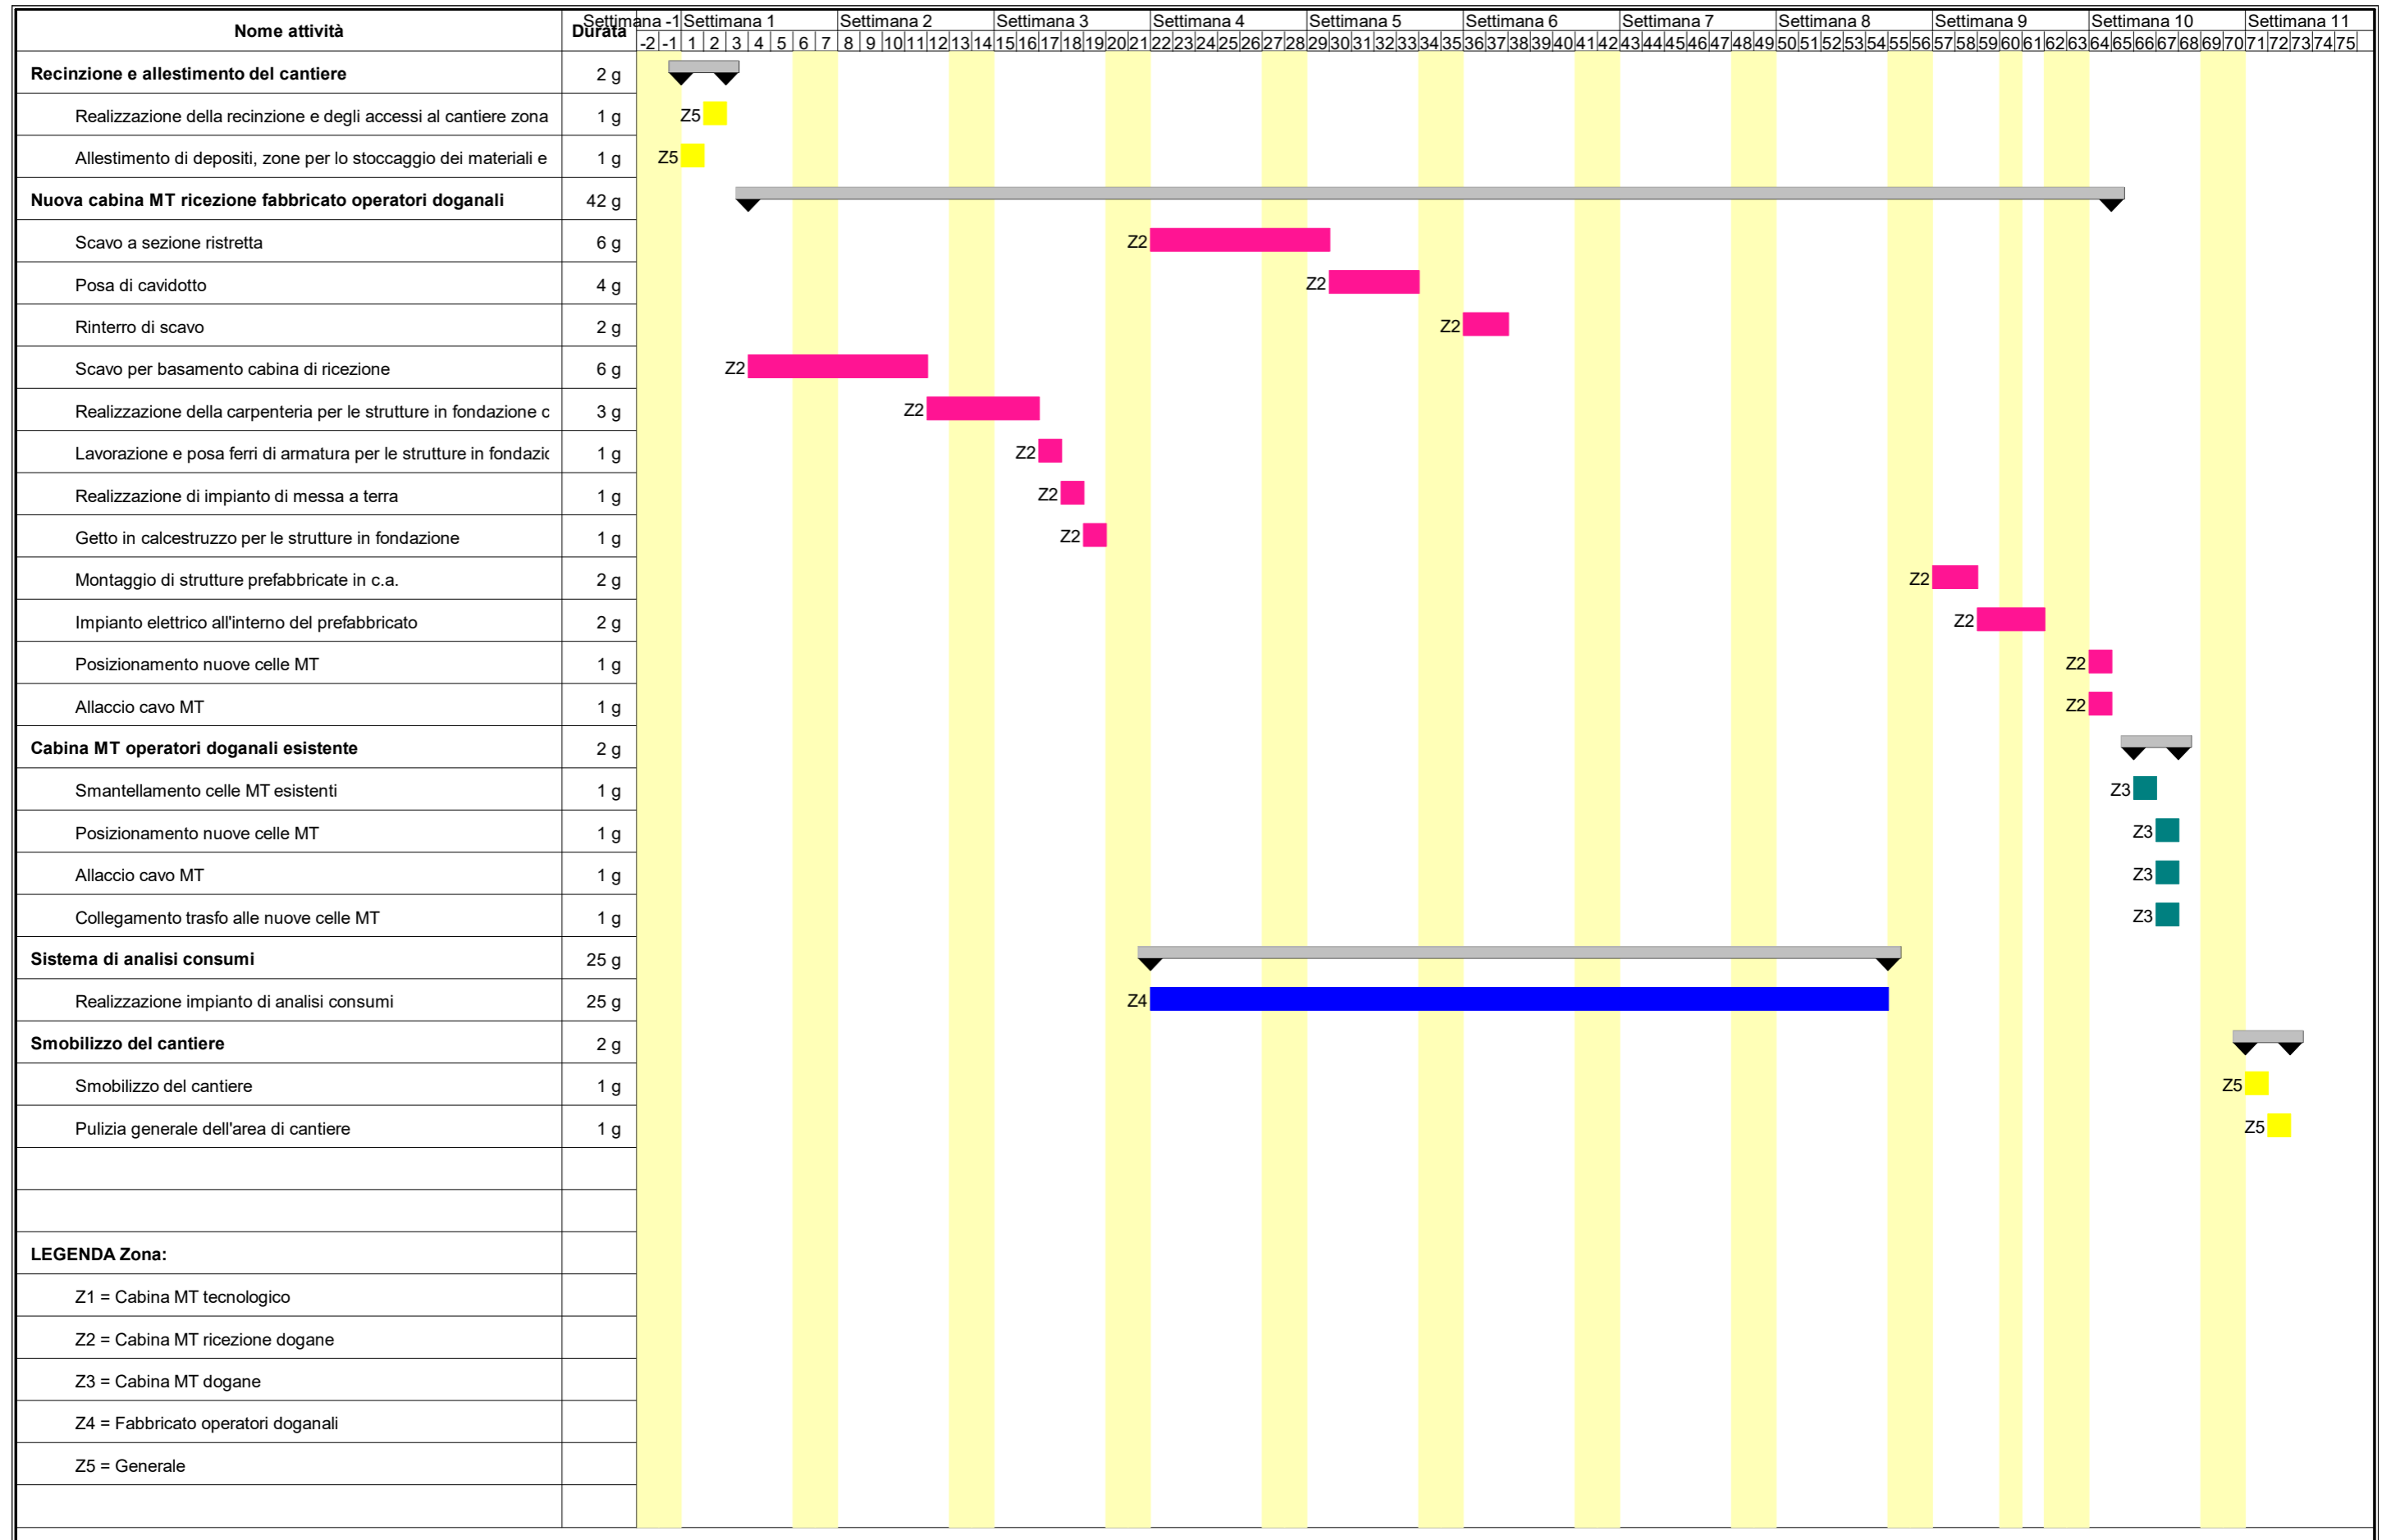 Nome attività Durata Settimana -1 Settimana 1 Settimana 2 Settimana 3 Settimana 4 Settimana 5 Settimana 6 Settimana 7 Settimana 8 Settimana 9 Settimana 10 Settimana 11
-2 -1 1 2 3 4 5 6 7 8 9 10 11 12 13 14 15 16 17 18 19 20 21 22 23 24 25 26 27 28 29 30 31 32 33 34 35 36 37 38 39 40 41 42 43 44 45 46 47 48 49 50 51 52 53 54 55 56 57 58 59 60 61 62 63 64 65 66 67 68 69 70 71 72 73 74 75
Recinzione e allestimento del cantiere 2 g
Realizzazione della recinzione e degli accessi al cantiere zona 1 g Z5
Allestimento di depositi, zone per lo stoccaggio dei materiali e 1 g Z5
Nuova cabina MT ricezione fabbricato operatori doganali 42 g
Scavo a sezione ristretta 6 g Z2
Posa di cavidotto 4 g Z2
Rinterro di scavo 2 g Z2
Scavo per basamento cabina di ricezione 6 g Z2
Realizzazione della carpenteria per le strutture in fondazione c 3 g Z2
Lavorazione e posa ferri di armatura per le strutture in fondazic 1 g Z2
Realizzazione di impianto di messa a terra 1 g Z2
Getto in calcestruzzo per le strutture in fondazione 1 g Z2
Montaggio di strutture prefabbricate in c.a. 2 g Z2
Impianto elettrico all'interno del prefabbricato 2 g Z2
Posizionamento nuove celle MT 1 g Z2
Allaccio cavo MT 1 g Z2
Cabina MT operatori doganali esistente 2 g
Smantellamento celle MT esistenti 1 g Z3
Posizionamento nuove celle MT 1 g Z3
Allaccio cavo MT 1 g Z3
Collegamento trasfo alle nuove celle MT 1 g Z3
Sistema di analisi consumi 25 g
Realizzazione impianto di analisi consumi 25 g Z4
Smobilizzo del cantiere 2 g
Smobilizzo del cantiere 1 g Z5
Pulizia generale dell'area di cantiere 1 g Z5
LEGENDA Zona:
Z1 = Cabina MT tecnologico
Z2 = Cabina MT ricezione dogane
Z3 = Cabina MT dogane
Z4 = Fabbricato operatori doganali
Z5 = Generale